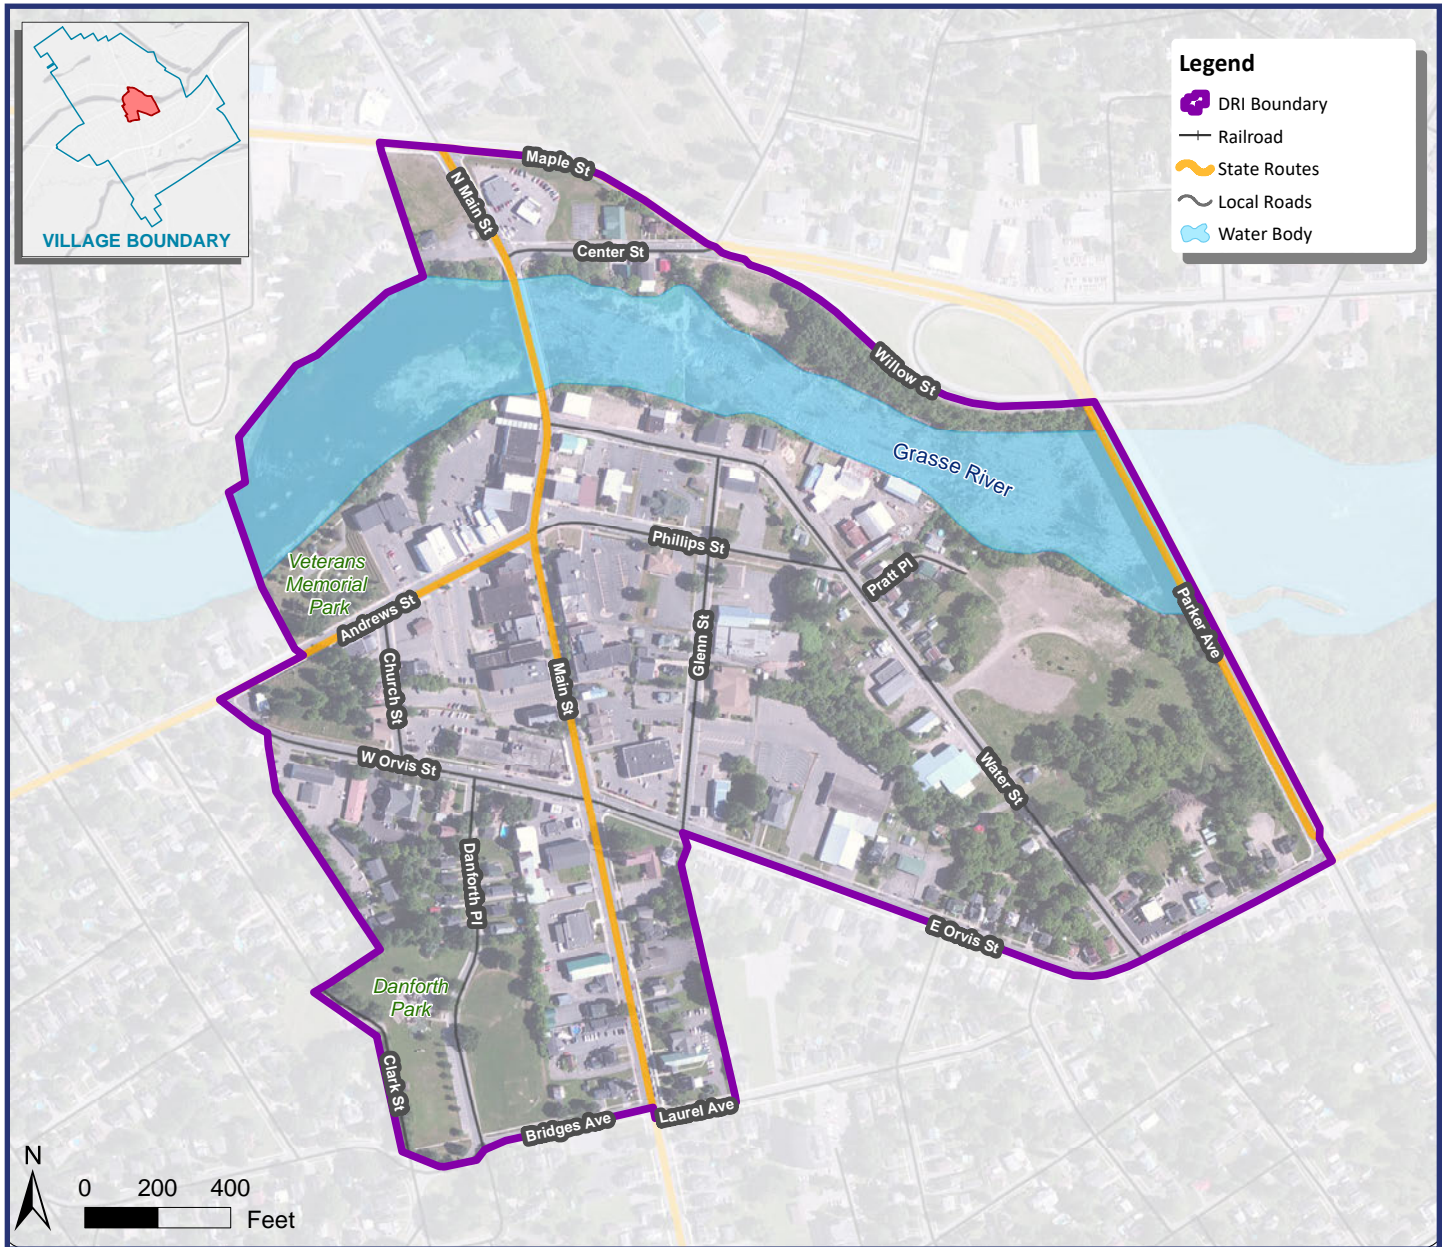 VILLAGE BOUNDARY
Legend
DRI Boundary
Railroad
State Routes
Local Roads
Water Body
Maple St
N Main St
Center St
Willow St
Grasse River
Phillips St
Pratt Pl
Veterans
Memorial
Park
Andrews St
Parker Ave
Glenn St
Church St
Main St
W Orvis St
Water St
Danforth Pl
E Orvis St
Danforth
Park
Clark St
Laurel Ave
Bridges Ave
N
0 200 400
Feet